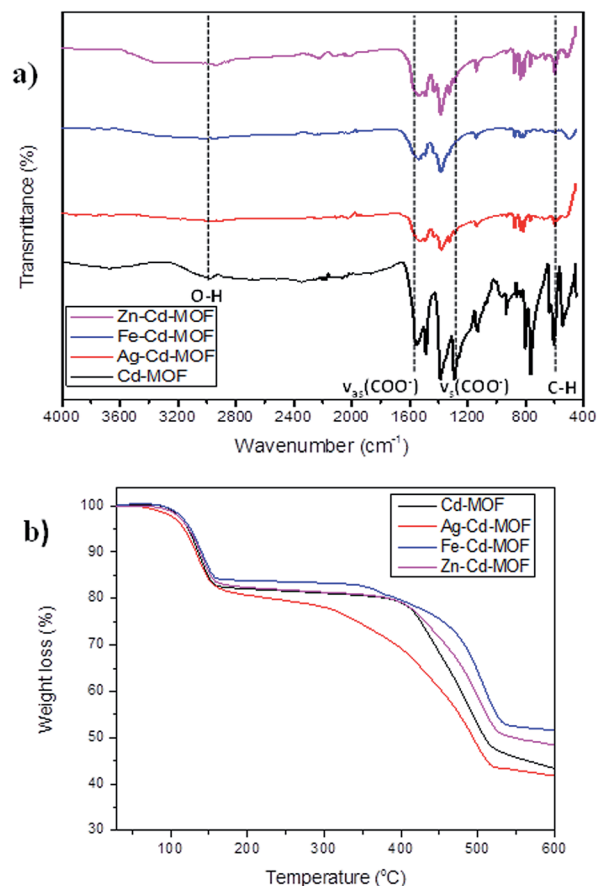 a)
Transmittance (%)
O-H
Zn-Cd-MOF
Fe-Cd-MOF
Ag-Cd-MOF
Cd-MOF
vas(COO-) vs(COO-) C-H
4000 3600 3200 2800 2400 2000 1600 1200 800 400
Wavenumber (cm-1)
b)
Cd-MOF
Ag-Cd-MOF
Fe-Cd-MOF
Zn-Cd-MOF
100
90
80
70
60
50
40
30
Weight loss (%)
100 200 300 400 500 600
Temperature (oC)